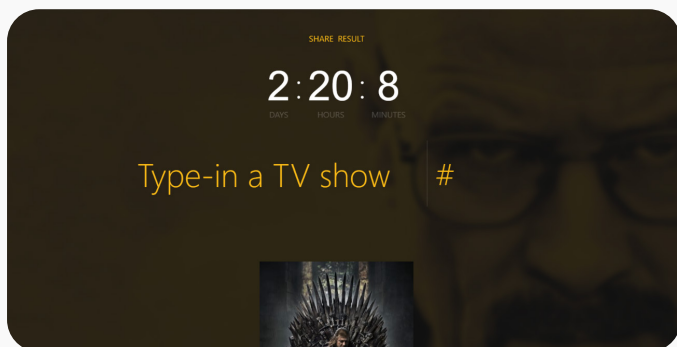 SHARE RESULT
2 : 20 : 8
DAYS HOURS MINUTES
Type-in a TV show #